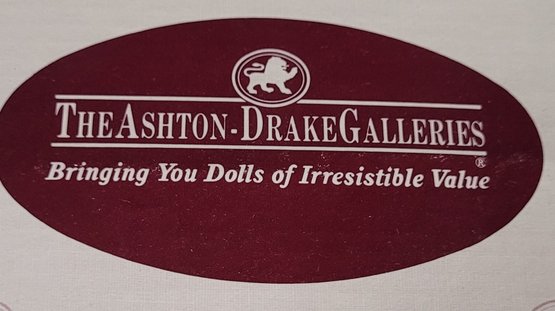 THE ASHTON-DRAKE GALLERIES
®
Bringing You Dolls of Irresistible Value